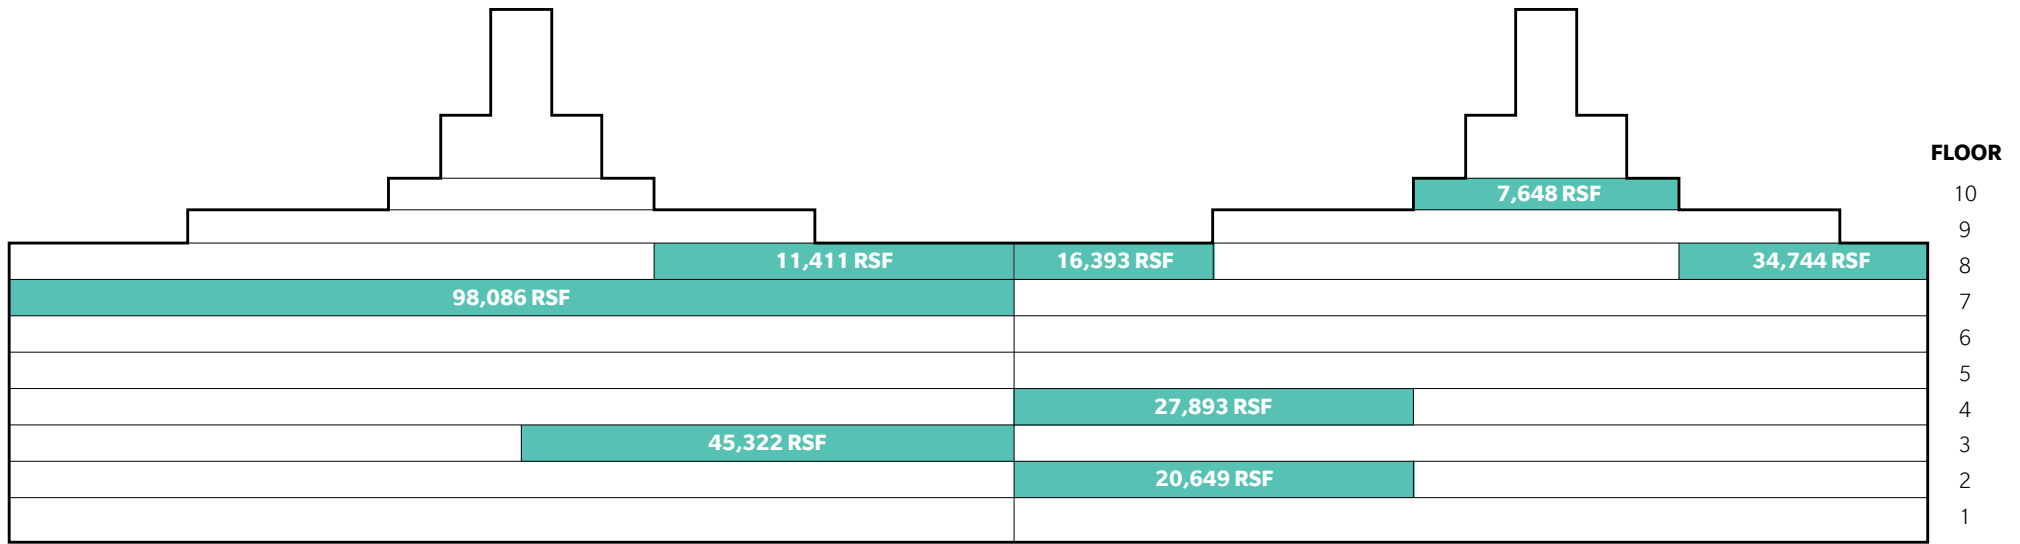 FLOOR
7,648 RSF 10
9
11,411 RSF 16,393 RSF 34,744 RSF 8
98,086 RSF 7
6
5
27,893 RSF 4
45,322 RSF 3
20,649 RSF 2
1